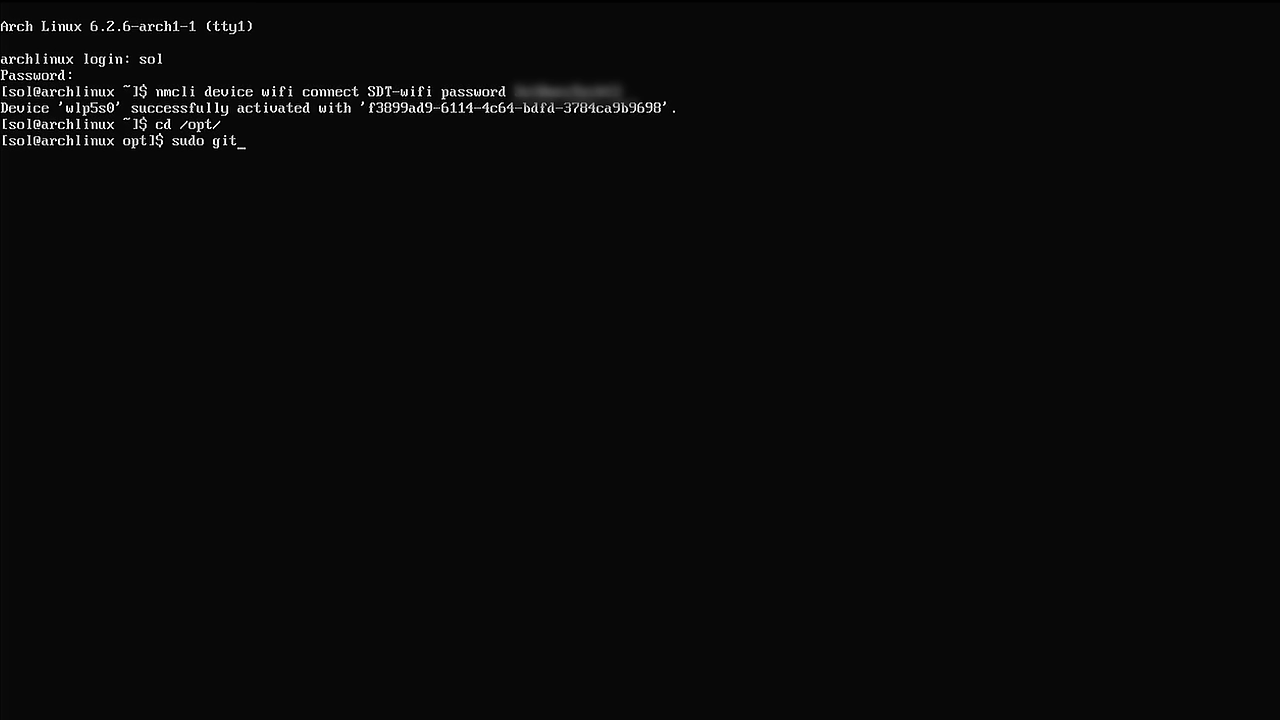 Arch Linux 6.2.6-arch1-1 (tty1)
archlinux login: sol
Password:
[sol@archlinux ~]$ nmcli device wifi connect SDT-wifi password
Device 'wlp5s0' successfully activated with 'f3899ad9-6114-4c64-bdfd-3784ca9b9698'.
[sol@archlinux ~]$ cd /opt/
[sol@archlinux opt]$ sudo git_